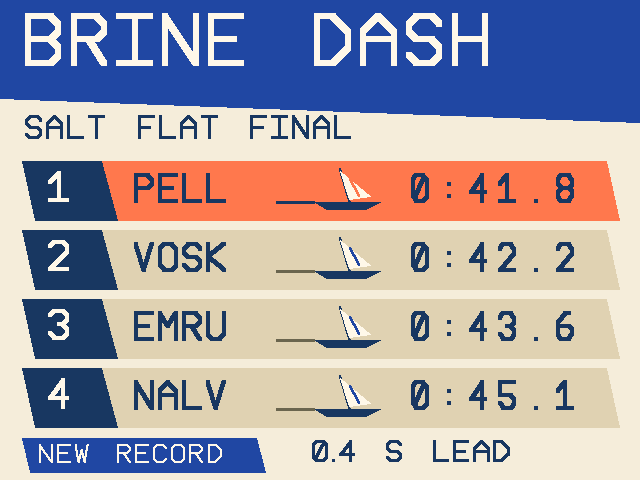 BRINE DASH
SALT FLAT FINAL
1 PELL 0:41.8
2 VOSK 0:42.2
3 EMRU 0:43.6
4 NALV 0:45.1
NEW RECORD 0.4 S LEAD